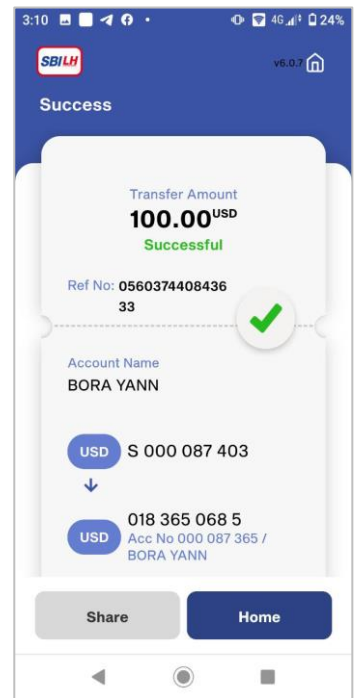 3:10 4G 24%
SBILH v6.0.7
Success
Transfer Amount
100.00 USD
Successful
Ref No: 0560374408436
33
Account Name
BORA YANN
USD S 000 087 403
018 365 068 5
USD Acc No 000 087 365 /
BORA YANN
Share Home